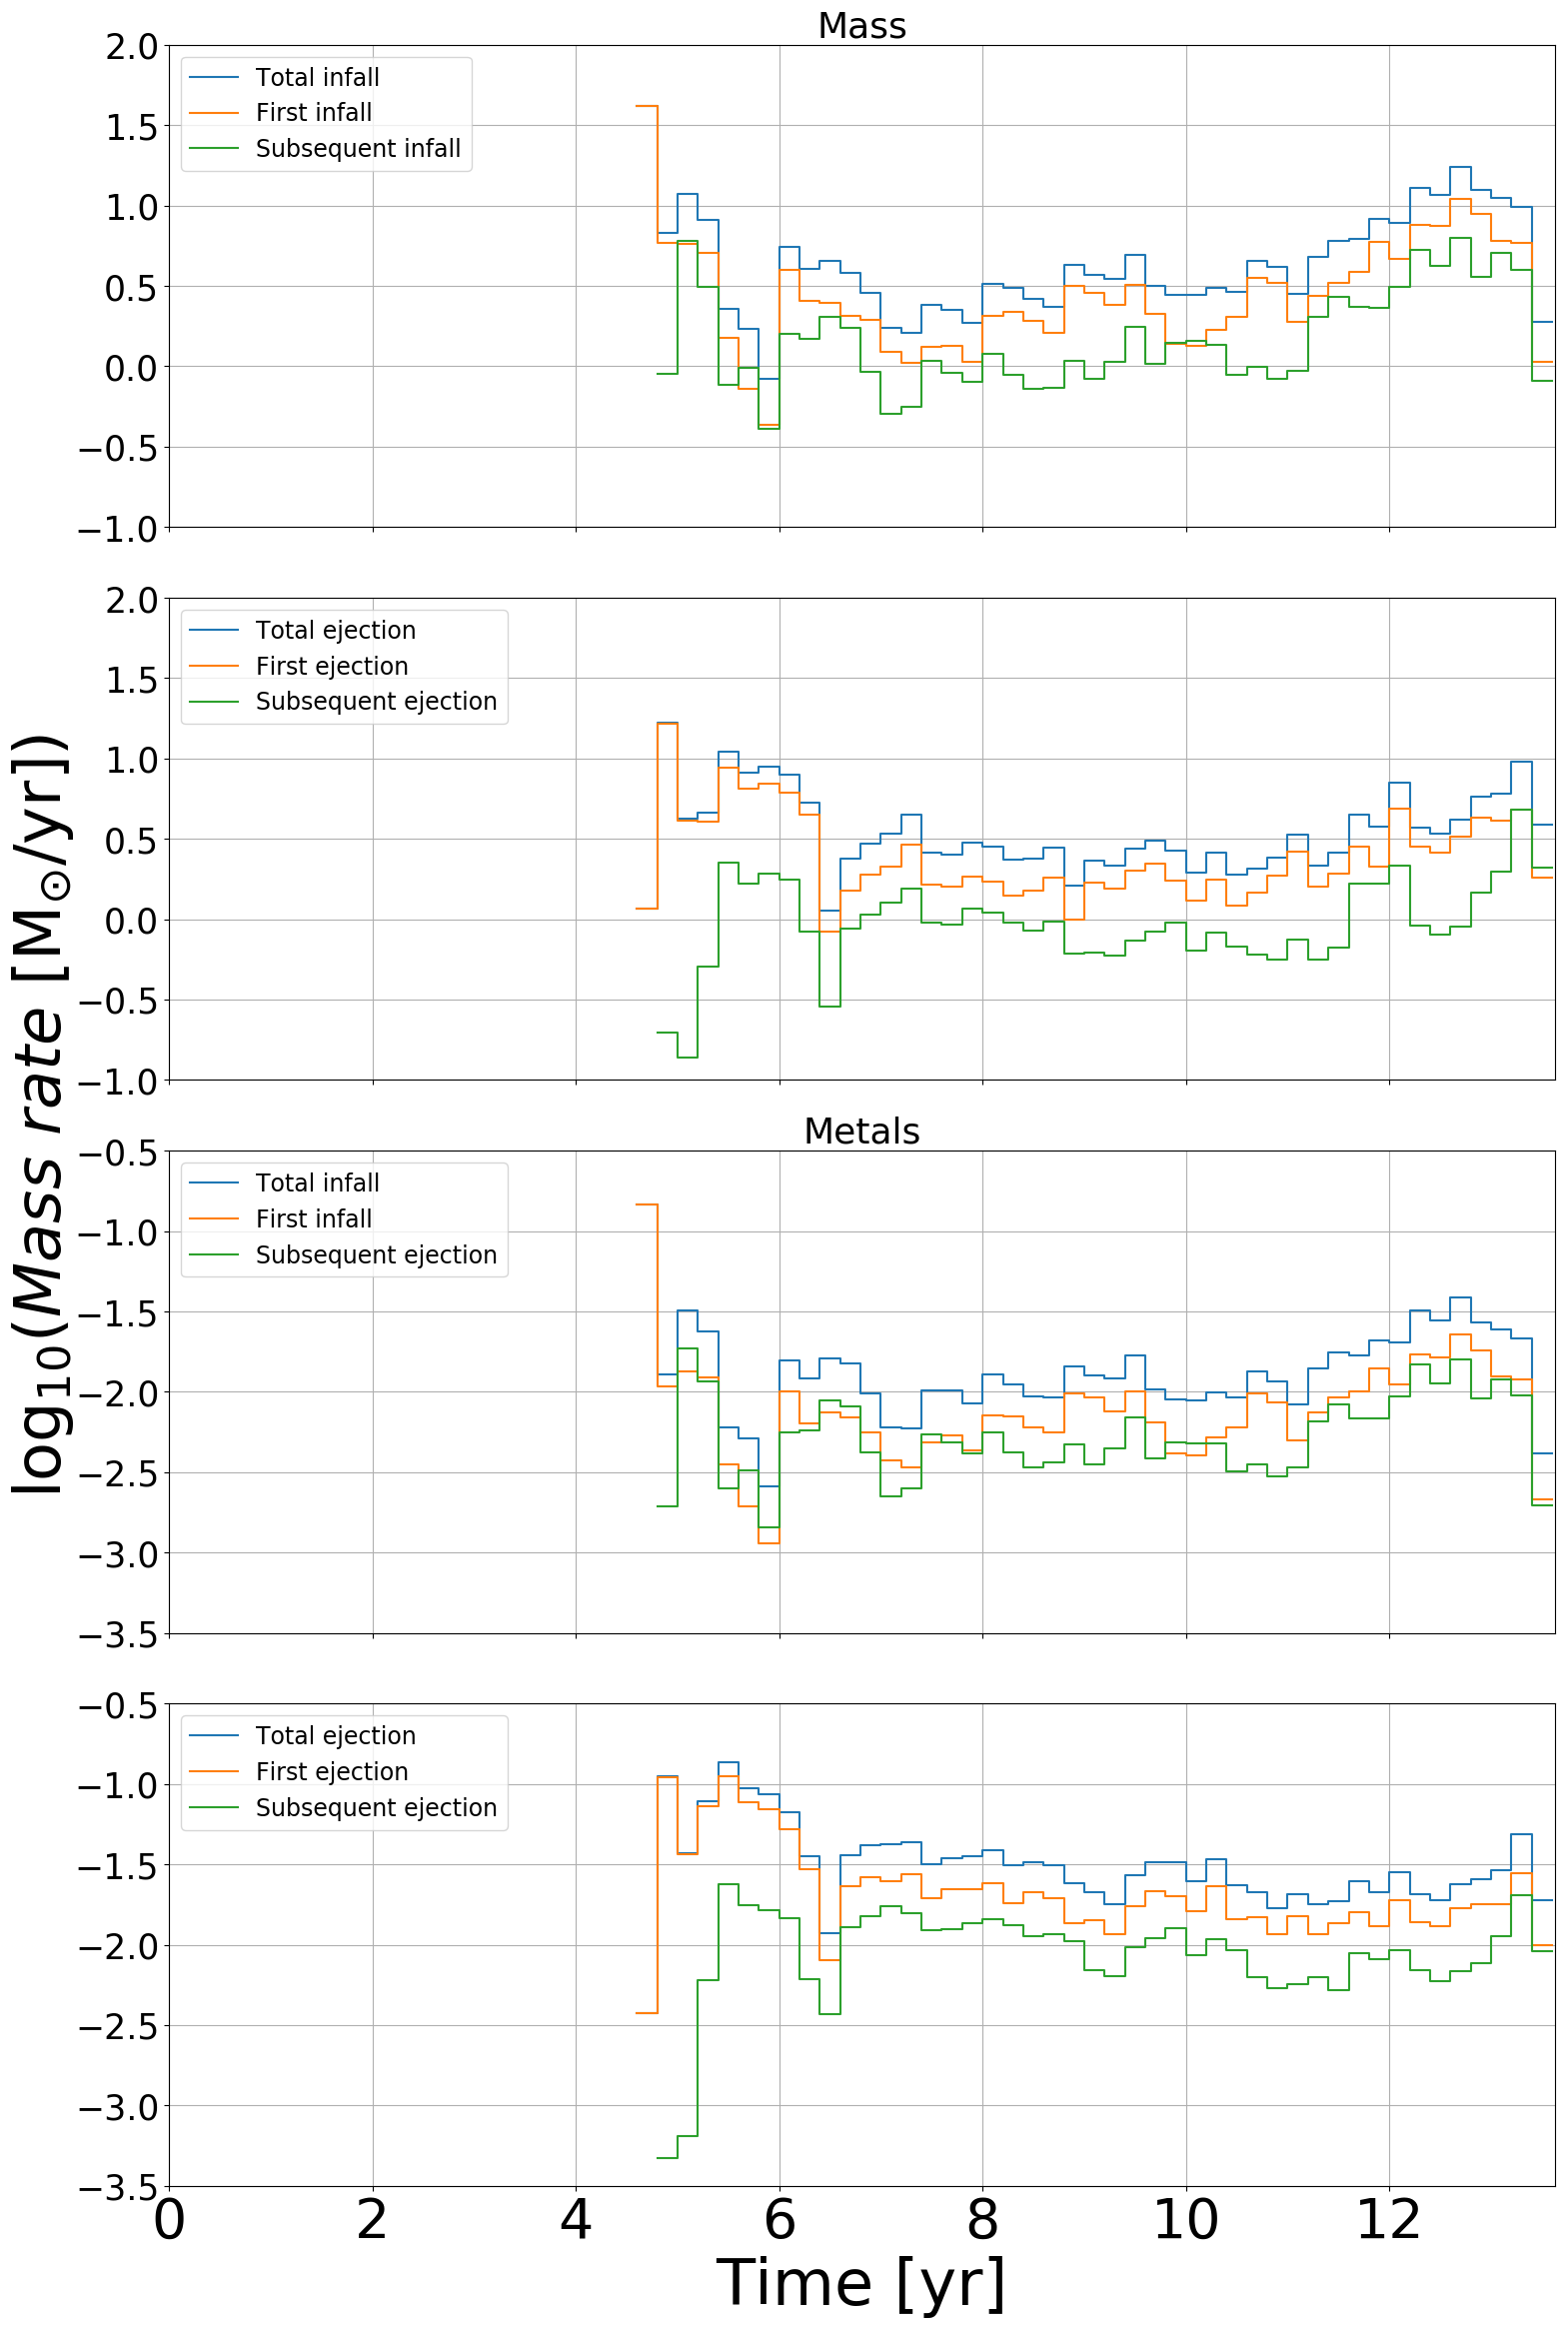 Mass
2.0
1.5
1.0
0.5
0.0
−0.5
−1.0
Total infall
First infall
Subsequent infall
2.0
1.5
1.0
0.5
0.0
−0.5
−1.0
Total ejection
First ejection
Subsequent ejection
log₁₀(Mass rate [M☉/yr])
Metals
−0.5
−1.0
−1.5
−2.0
−2.5
−3.0
−3.5
Total infall
First infall
Subsequent ejection
−0.5
−1.0
−1.5
−2.0
−2.5
−3.0
−3.5
Total ejection
First ejection
Subsequent ejection
0 2 4 6 8 10 12
Time [yr]